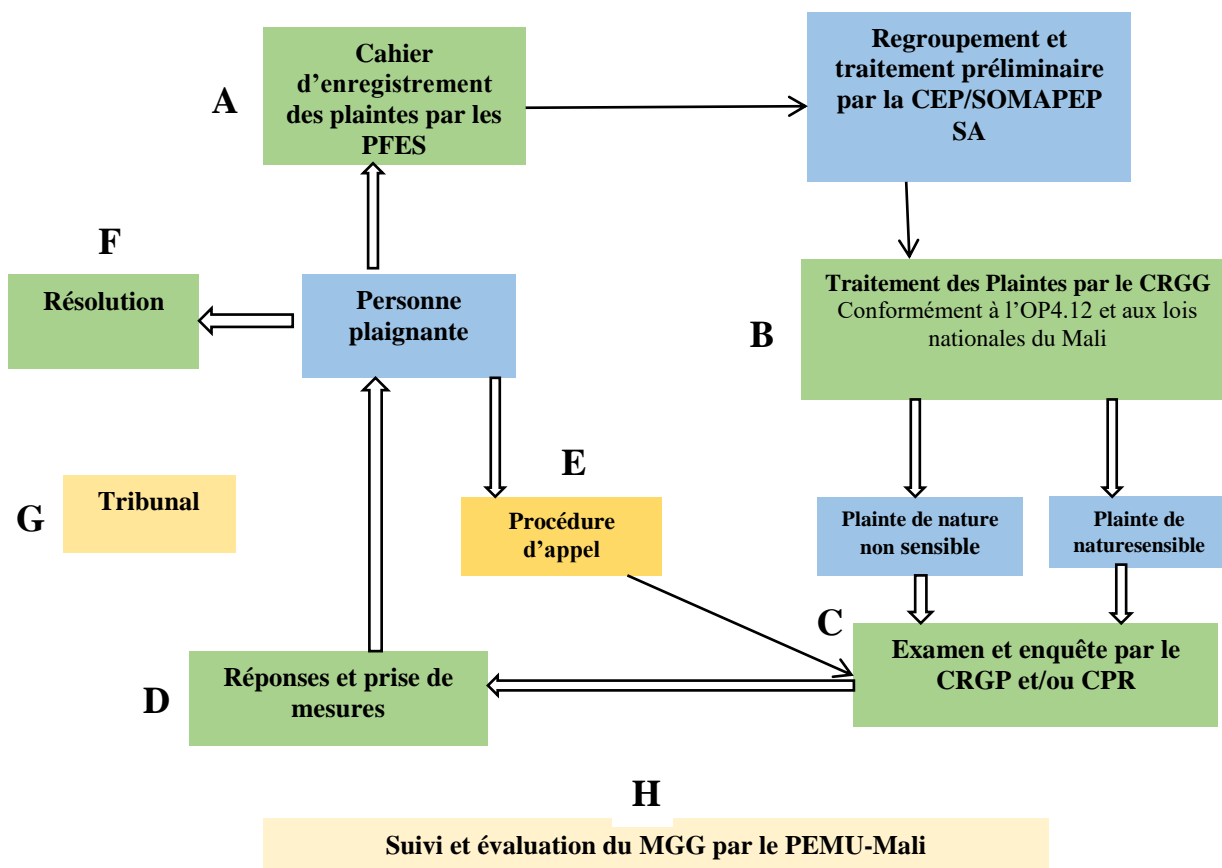 A
Cahier
d’enregistrement
des plaintes par les
PFES
Regroupement et
traitement préliminaire
par la CEP/SOMAPEP
SA
F
Résolution
Personne
plaignante
B
Traitement des Plaintes par le CRGG
Conformément à l’OP4.12 et aux lois
nationales du Mali
G
Tribunal
E
Procédure
d’appel
Plainte de nature
non sensible
Plainte de
naturesensible
C
Examen et enquête par le
CRGP et/ou CPR
D
Réponses et prise de
mesures
H
Suivi et évaluation du MGG par le PEMU-Mali